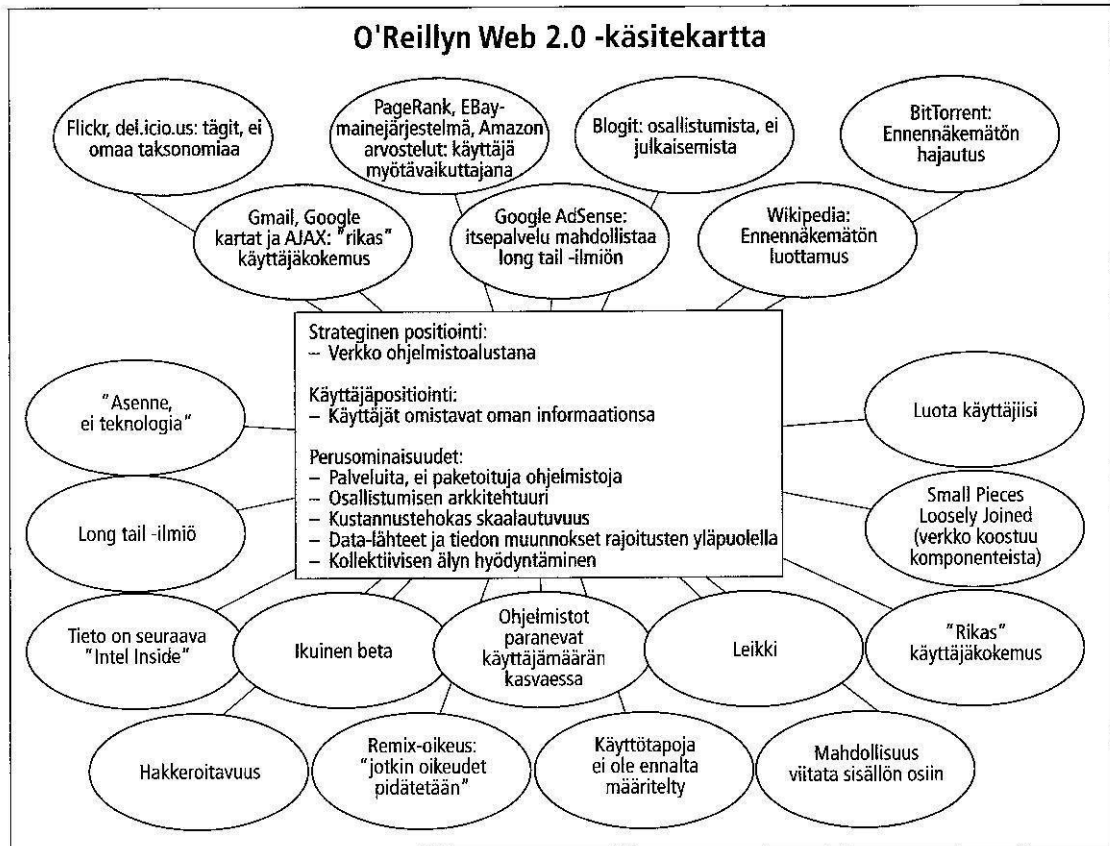 O'Reillyn Web 2.0 -käsitekartta
Flickr, del.icio.us: tägit, ei
omaa taksonomiaa
PageRank, EBay-
mainejärjestelmä, Amazon
arvostelut: käyttäjä
myötävaikuttajana
Blogit: osallistumista, ei
julkaisemista
BitTorrent:
Ennennäkemätön
hajautus
Gmail, Google
kartat ja AJAX: "rikas"
käyttäjäkokemus
Google AdSense:
itsepalvelu mahdollistaa
long tail -ilmiön
Wikipedia:
Ennennäkemätön
luottamus
Strateginen positiointi:
– Verkko ohjelmistoalustana
Käyttäjäpositiointi:
– Käyttäjät omistavat oman informaationsa
Perusominaisuudet:
– Palveluita, ei paketoituja ohjelmistoja
– Osallistumisen arkkitehtuuri
– Kustannustehokas skaalautuvuus
– Data-lähteet ja tiedon muunnokset rajoitusten yläpuolella
– Kollektiivisen älyn hyödyntäminen
"Asenne,
ei teknologia"
Luota käyttäjiisi
Long tail -ilmiö
Small Pieces
Loosely Joined
(verkko koostuu
komponenteista)
Tieto on seuraava
"Intel Inside"
Ikuinen beta
Ohjelmistot
paranevat
käyttäjämäärän
kasvaessa
Leikki
"Rikas"
käyttäjäkokemus
Hakkeroitavuus
Remix-oikeus:
"jotkin oikeudet
pidätetään"
Käyttötapoja
ei ole ennalta
määritelty
Mahdollisuus
viitata sisällön osiin